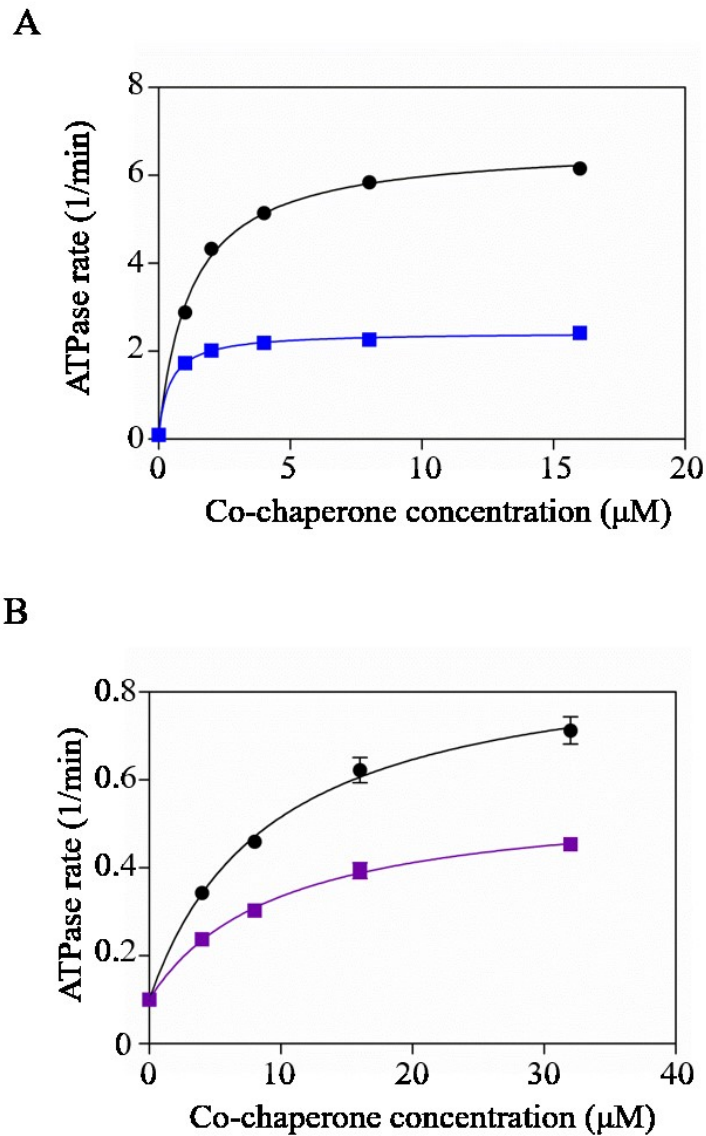 A
8
6
4
2
0
0 5 10 15 20
ATPase rate (1/min)
Co-chaperone concentration (μM)
B
0.8
0.6
0.4
0.2
0
0 10 20 30 40
ATPase rate (1/min)
Co-chaperone concentration (μM)